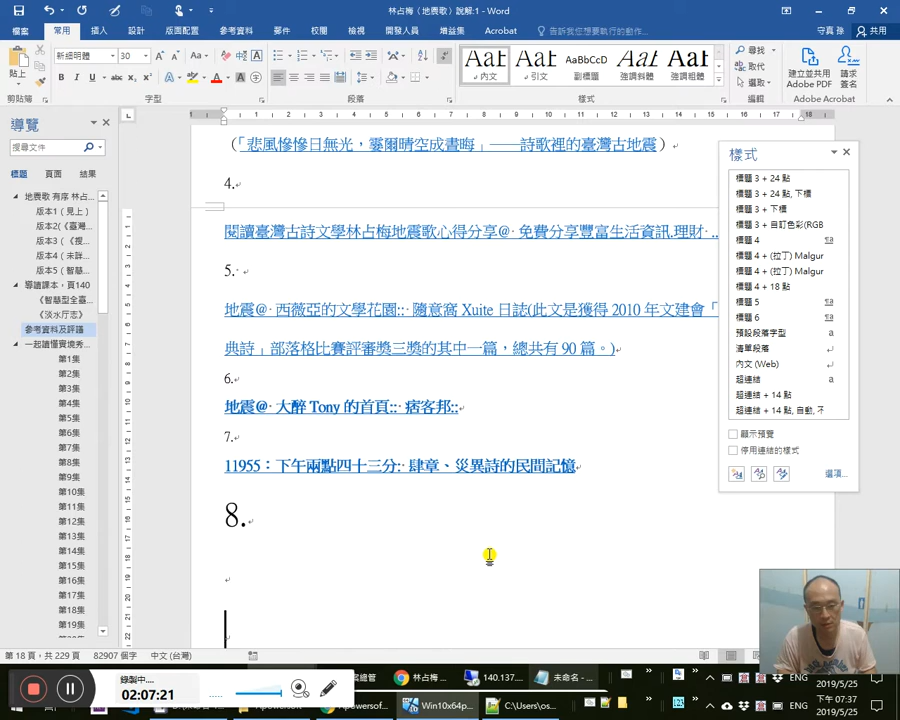 林占梅（地震歌）說解:1 - Word
檔案 常用 插入 設計 版面配置 參考資料 郵件 校閱 檢視 開發人員 增益集 Acrobat 告訴我您想要執行的動作... 守真 孫 共用
貼上 新細明體 30
AaBbCcD
內文 引文 副標題 強調斜體 強調粗體
尋找 取代 選取
建立並共用 Adobe PDF 請求簽名
剪貼簿 字型 段落 樣式 編輯 Adobe Acrobat
導覽
搜尋文件
標題 頁面 結果
地震歌 有序 林占...
版本1（見上）
版本2(《臺灣...
版本3（《搜...
版本4（未詳...
版本5（智慧...
導讀課本，頁140
《智慧型全臺...
《淡水厅志》
參考資料及評議
一起讀懂實境秀...
第1集
第2集
第3集
第4集
第5集
第6集
第7集
第8集
第9集
第10集
第11集
第12集
第13集
第14集
第15集
第16集
第17集
第18集
第19集
（「悲風慘慘日無光，霎爾晴空成晝晦」——詩歌裡的臺灣古地震）
4.
閱讀臺灣古詩文學林占梅地震歌心得分享@ 免費分享豐富生活資訊.理財 ...
5.
地震@ 西薇亞的文學花園:: 隨意窩 Xuite 日誌(此文是獲得 2010 年文建會「
典詩」部落格比賽評審獎三獎的其中一篇，總共有 90 篇。)
6.
地震@ 大醉 Tony 的首頁:: 痞客邦::
7.
11955：下午兩點四十三分: 肆章、災異詩的民間記憶
8.
樣式
標題 3 + 24 點
標題 3 + 24 點, 下標
標題 3 + 下標
標題 3 + 自訂色彩(RGB
標題 4
標題 4 + (拉丁) Malgur
標題 4 + (拉丁) Malgur
標題 4 + 18 點
標題 5
標題 6
預設段落字型
清單段落
內文 (Web)
超連結
超連結 + 14 點
超連結 + 14 點, 自動, 不
顯示預覽
停用連結的樣式
選項...
第 18 頁，共 229 頁 82907 個字 中文 (台灣)
錄製中....
02:07:21
案總管 林占梅 ... 140.137... 未命名 - ... ENG 下午 07:37 2019/5/25
Apowersof... Win10x64p... C:\Users\os... ENG 下午 07:37 2019/5/25